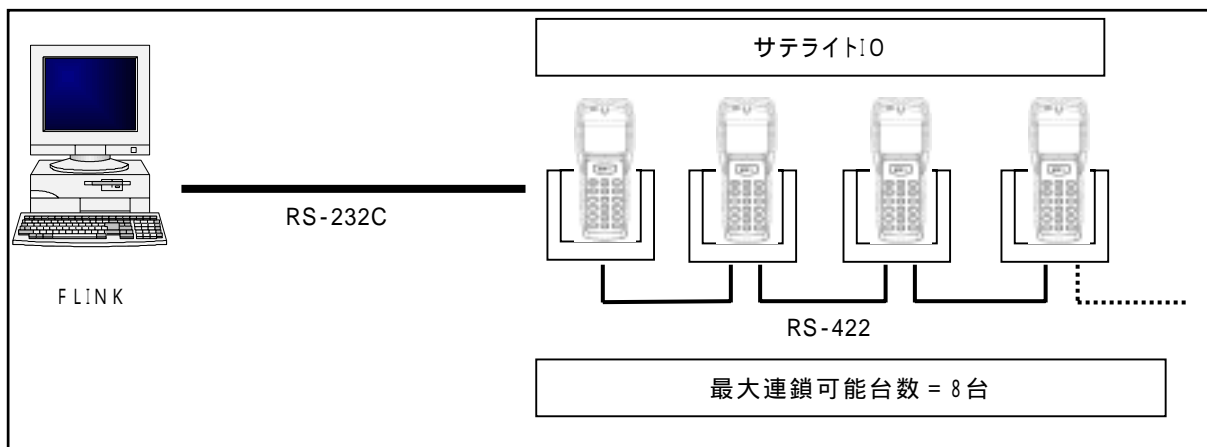 サテライトIO
RS-232C
FLINK
RS-422
最大連鎖可能台数 = 8台